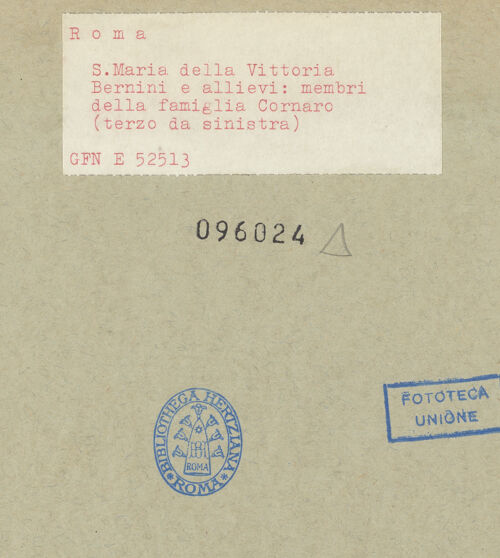 R o m a
S.Maria della Vittoria
Bernini e allievi: membri
della famiglia Cornaro
(terzo da sinistra)
GFN E 52513
096024
FOTOTECA
UNIONE
BIBLIOTHECA HERTZIANA
ROMA
* ROMA *